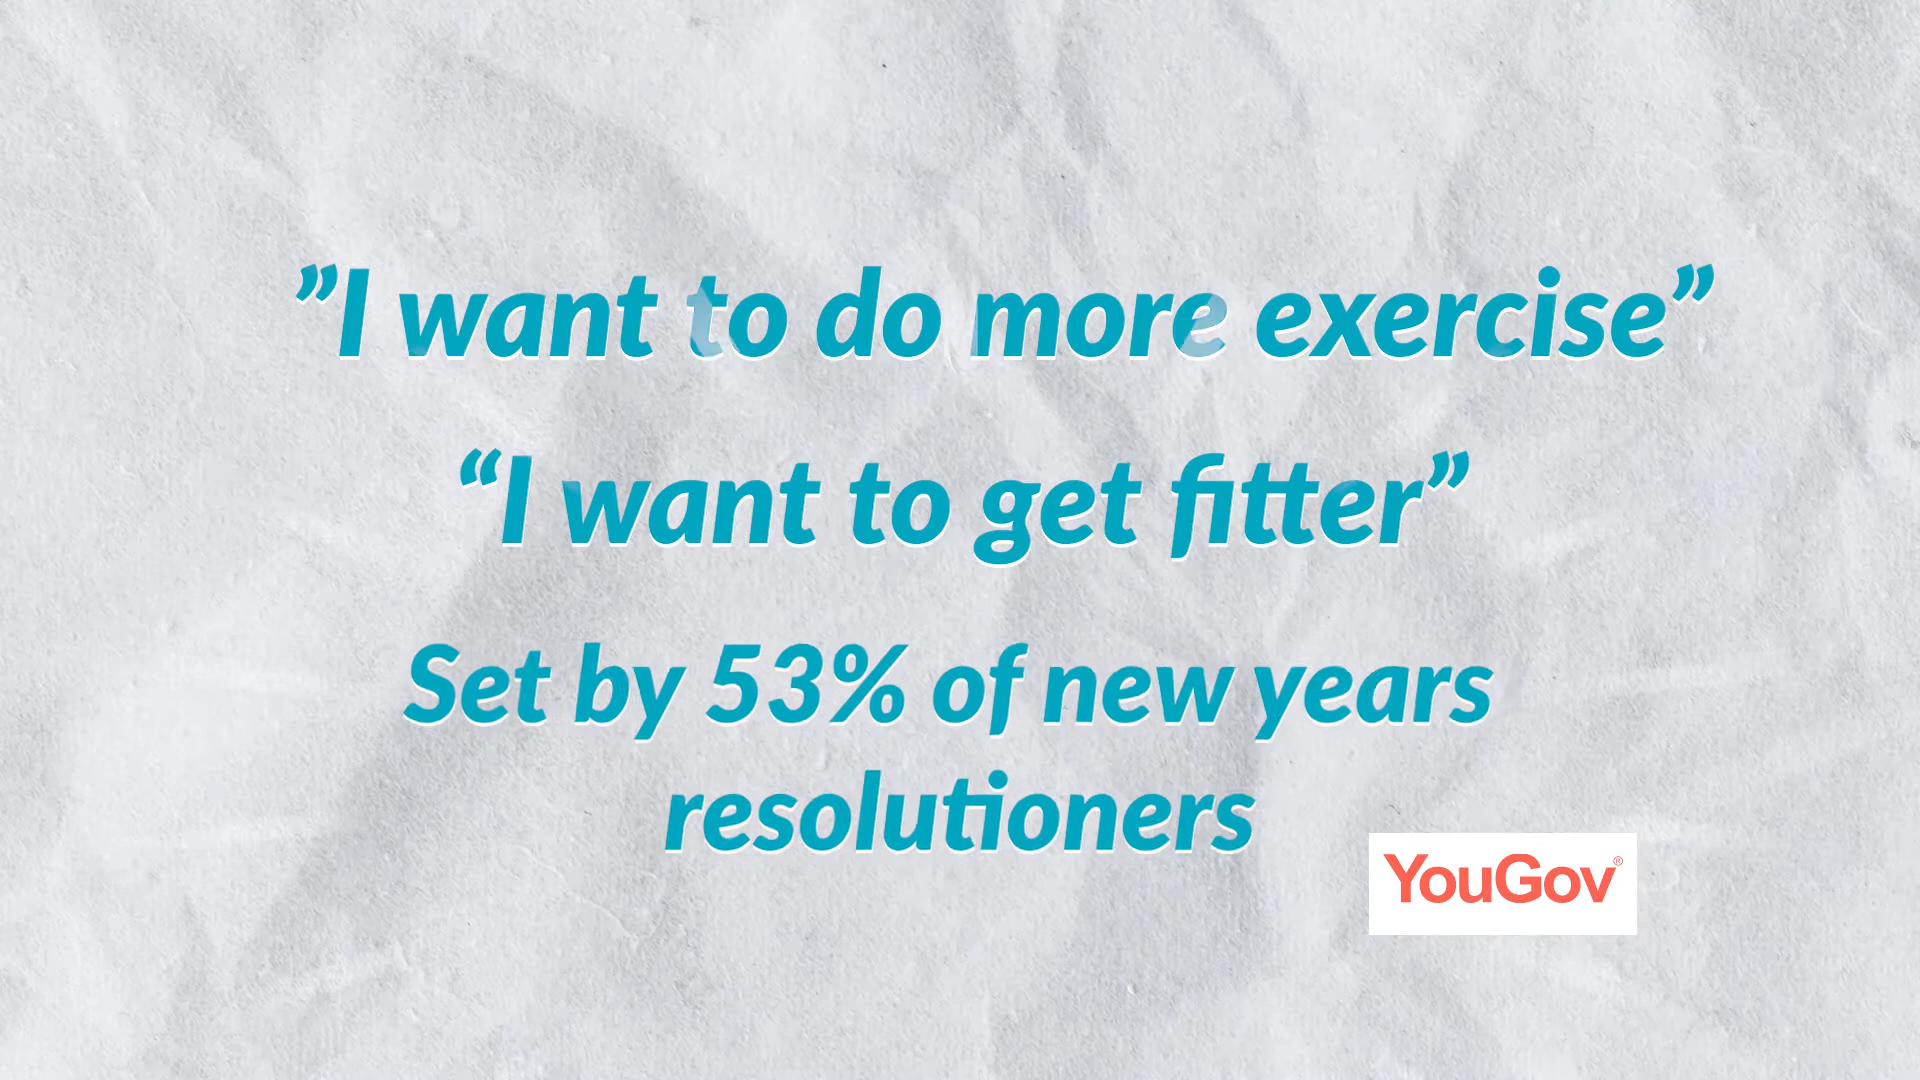 ”I want to do more exercise”
“I want to get fitter”
Set by 53% of new years
resolutioners
YouGov®